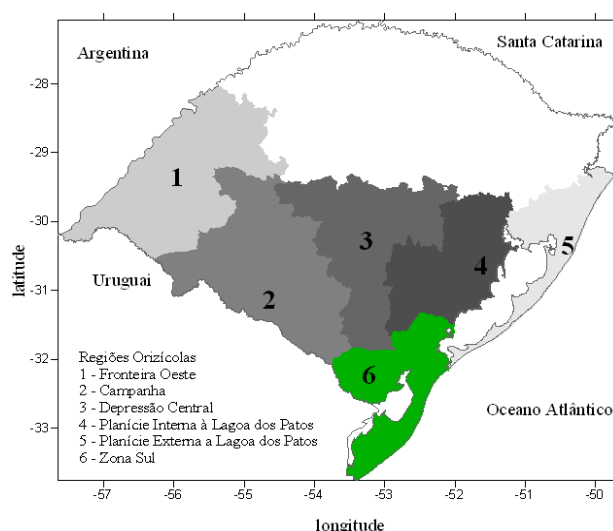 Argentina
Santa Catarina
-28
-29
-30
-31
-32
-33
latitude
1
2
3
4
5
6
Uruguai
Oceano Atlântico
Regiões Orizícolas
1 - Fronteira Oeste
2 - Campanha
3 - Depressão Central
4 - Planície Interna à Lagoa dos Patos
5 - Planície Externa a Lagoa dos Patos
6 - Zona Sul
-57
-56
-55
-54
-53
-52
-51
-50
longitude